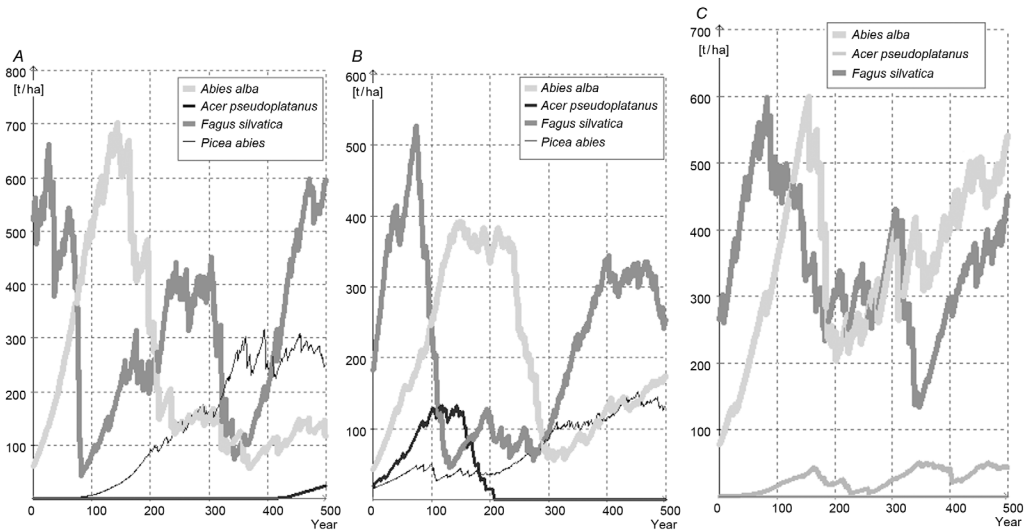 A
800
[t/ha]
700
600
500
400
300
200
100
0
100
200
300
400
500
Year
Abies alba
Acer pseudoplatanus
Fagus silvatica
Picea abies
B
600
[t/ha]
500
400
300
200
100
0
100
200
300
400
500
Year
Abies alba
Acer pseudoplatanus
Fagus silvatica
Picea abies
C
700
[t/ha]
600
500
400
300
200
100
0
100
200
300
400
500
Year
Abies alba
Acer pseudoplatanus
Fagus silvatica